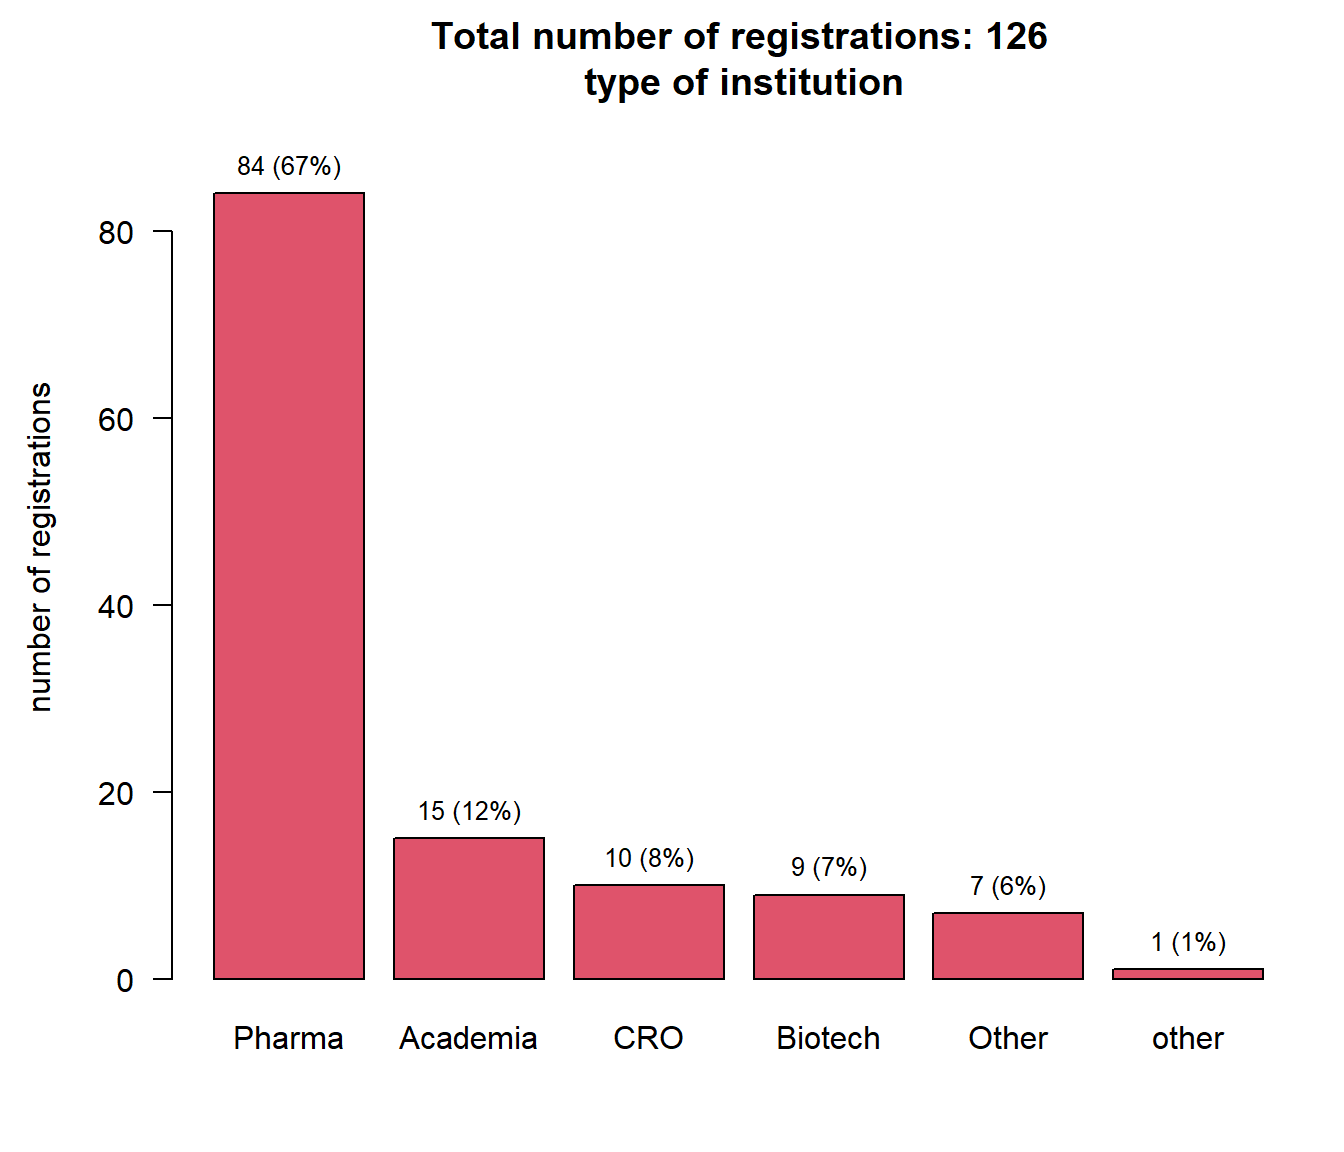 Total number of registrations: 126
type of institution
84 (67%)
15 (12%)
10 (8%)
9 (7%)
7 (6%)
1 (1%)
number of registrations
80
60
40
20
0
Pharma
Academia
CRO
Biotech
Other
other